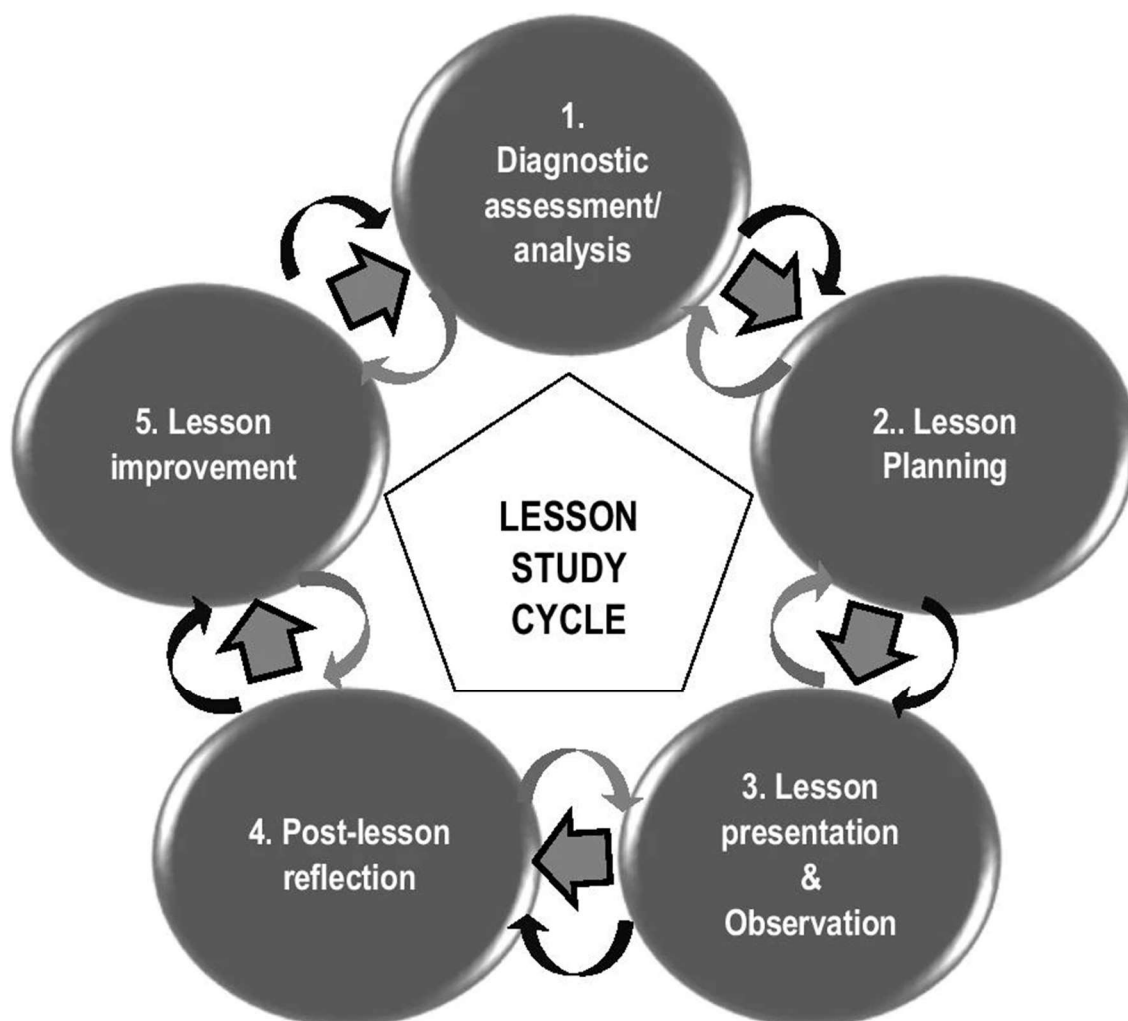 1.
Diagnostic
assessment/
analysis
2.. Lesson
Planning
3. Lesson
presentation
&
Observation
4. Post-lesson
reflection
5. Lesson
improvement
LESSON
STUDY
CYCLE